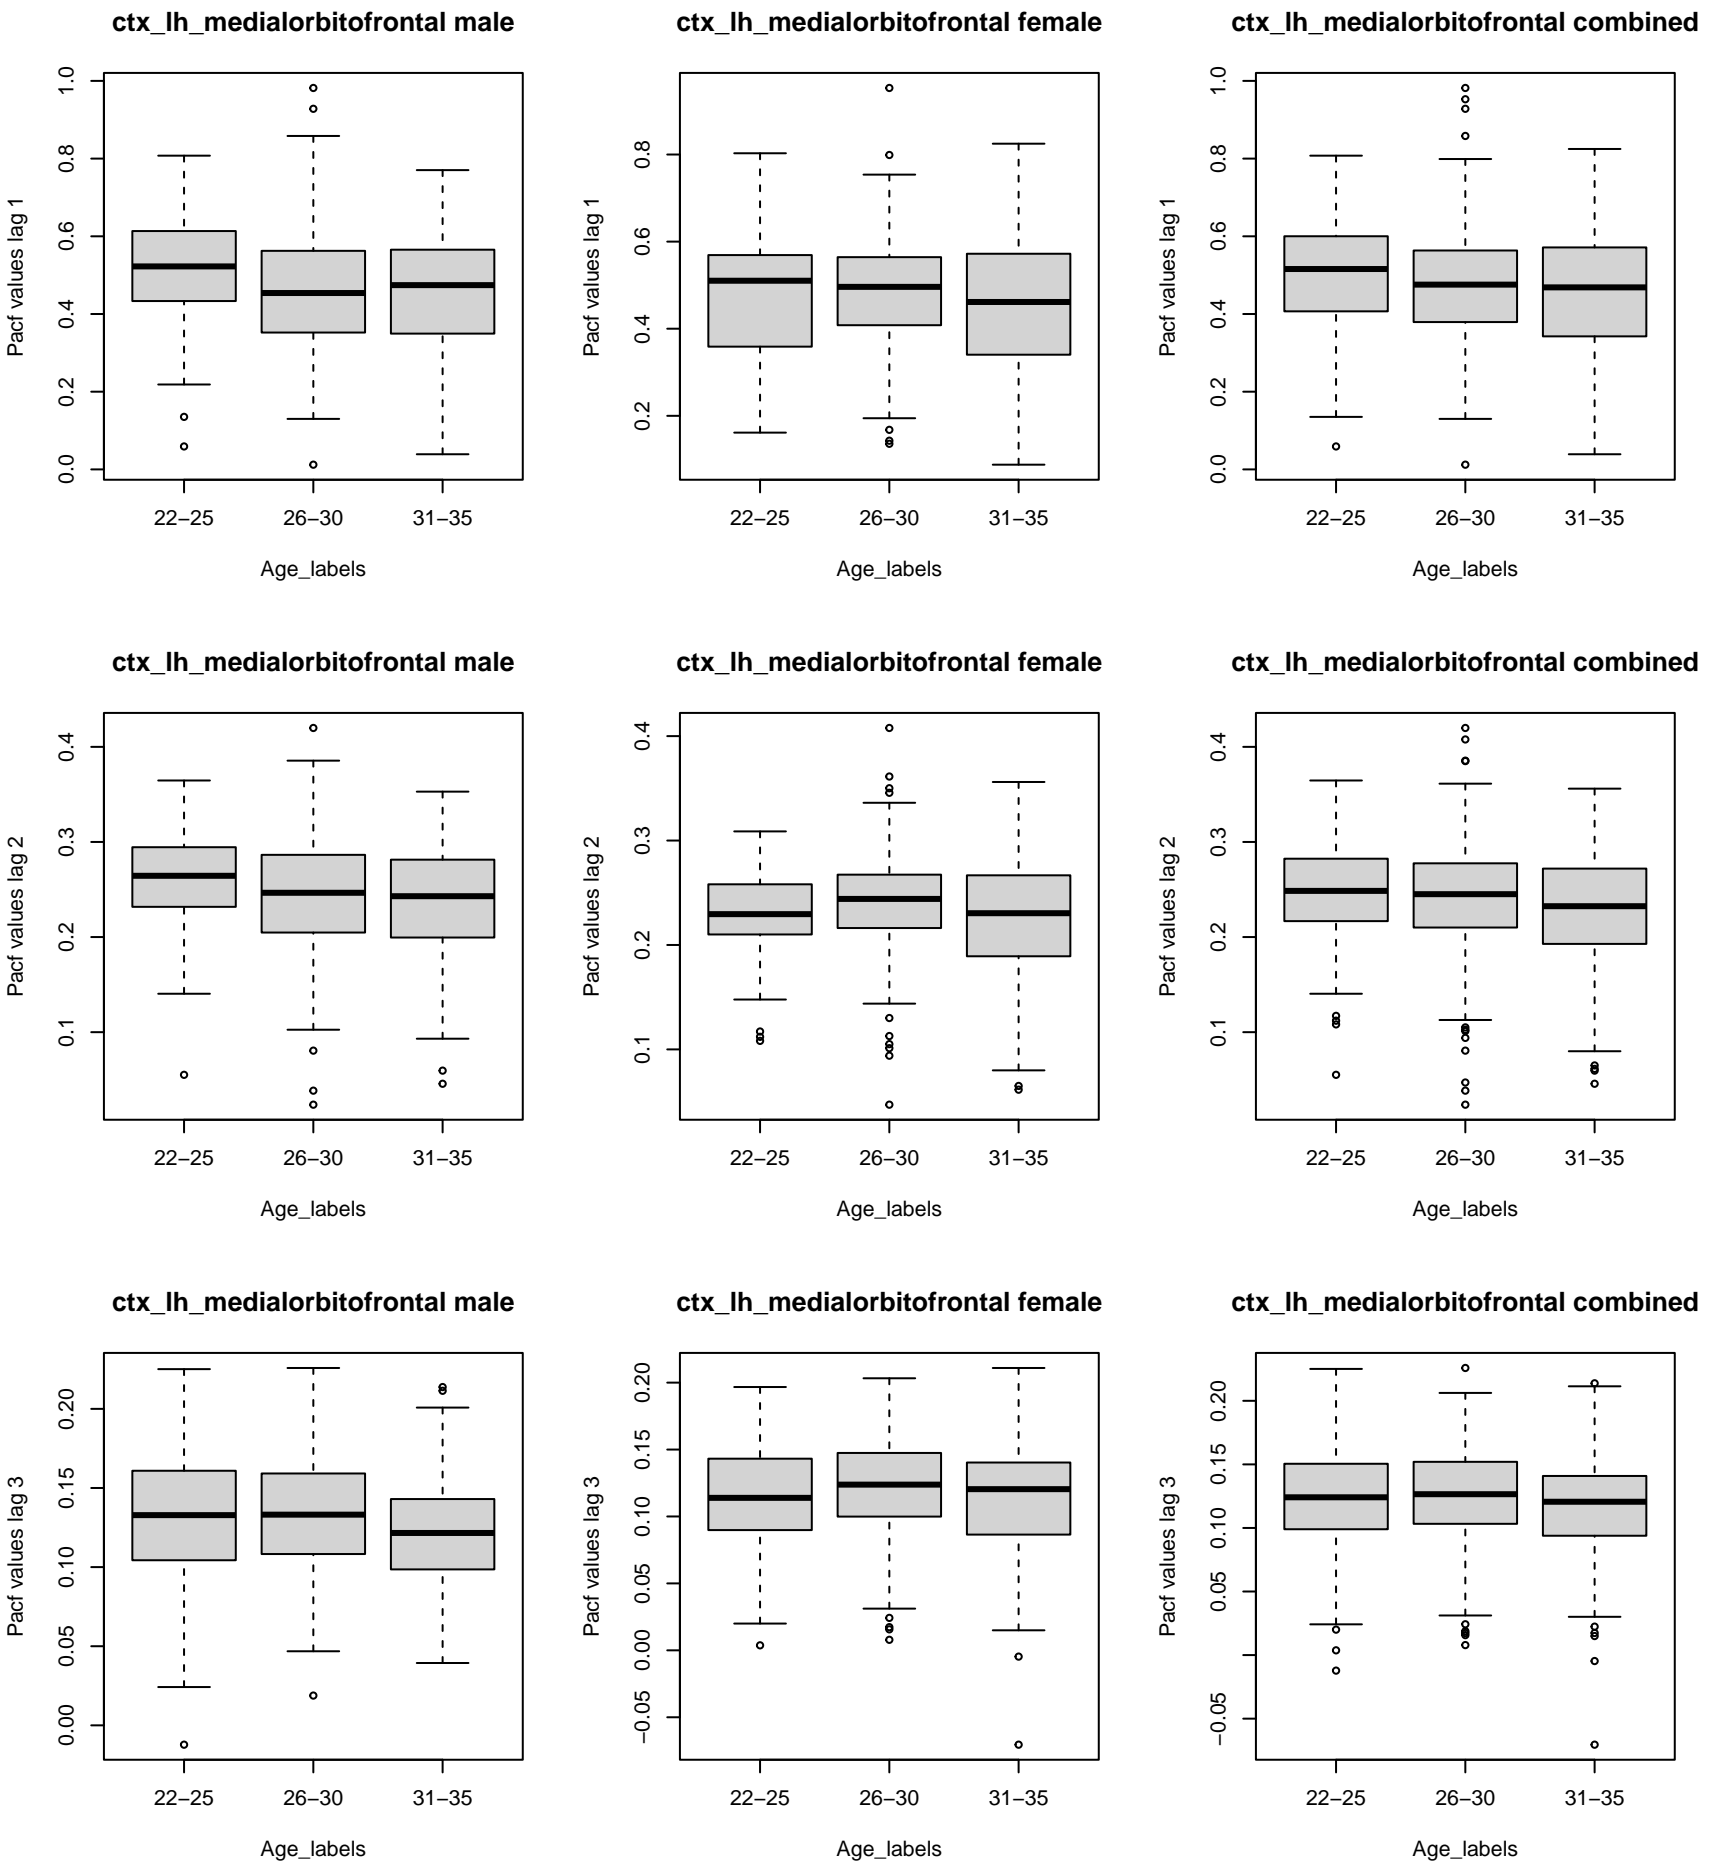 ctx_lh_medialorbitofrontal male
Pacf values lag 1
1.0
0.8
0.6
0.4
0.2
0.0
22−25 26−30 31−35
Age_labels
ctx_lh_medialorbitofrontal female
Pacf values lag 1
0.8
0.6
0.4
0.2
22−25 26−30 31−35
Age_labels
ctx_lh_medialorbitofrontal combined
Pacf values lag 1
1.0
0.8
0.6
0.4
0.2
0.0
22−25 26−30 31−35
Age_labels
ctx_lh_medialorbitofrontal male
Pacf values lag 2
0.4
0.3
0.2
0.1
22−25 26−30 31−35
Age_labels
ctx_lh_medialorbitofrontal female
Pacf values lag 2
0.4
0.3
0.2
0.1
22−25 26−30 31−35
Age_labels
ctx_lh_medialorbitofrontal combined
Pacf values lag 2
0.4
0.3
0.2
0.1
22−25 26−30 31−35
Age_labels
ctx_lh_medialorbitofrontal male
Pacf values lag 3
0.20
0.15
0.10
0.05
0.00
22−25 26−30 31−35
Age_labels
ctx_lh_medialorbitofrontal female
Pacf values lag 3
0.20
0.15
0.10
0.05
0.00
−0.05
22−25 26−30 31−35
Age_labels
ctx_lh_medialorbitofrontal combined
Pacf values lag 3
0.20
0.15
0.10
0.05
−0.05
22−25 26−30 31−35
Age_labels